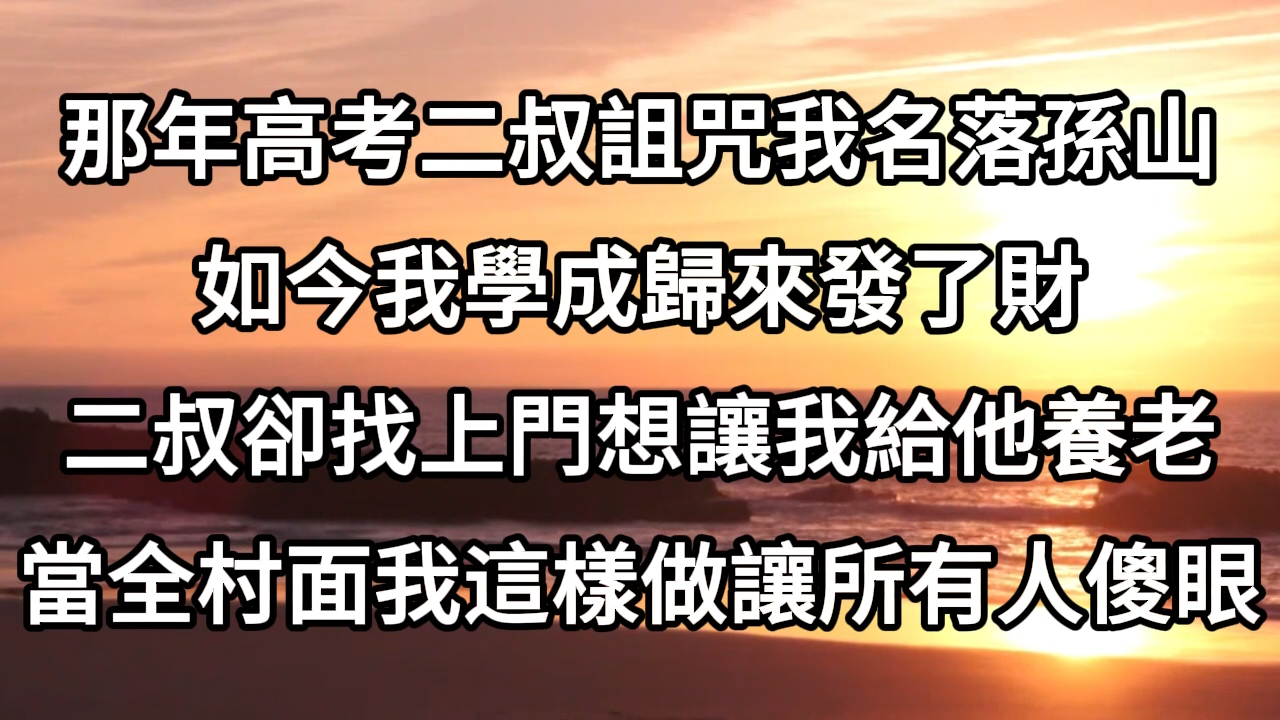 那年高考二叔詛咒我名落孫山
如今我學成歸來發了財
二叔卻找上門想讓我給他養老
當全村面我這樣做讓所有人傻眼